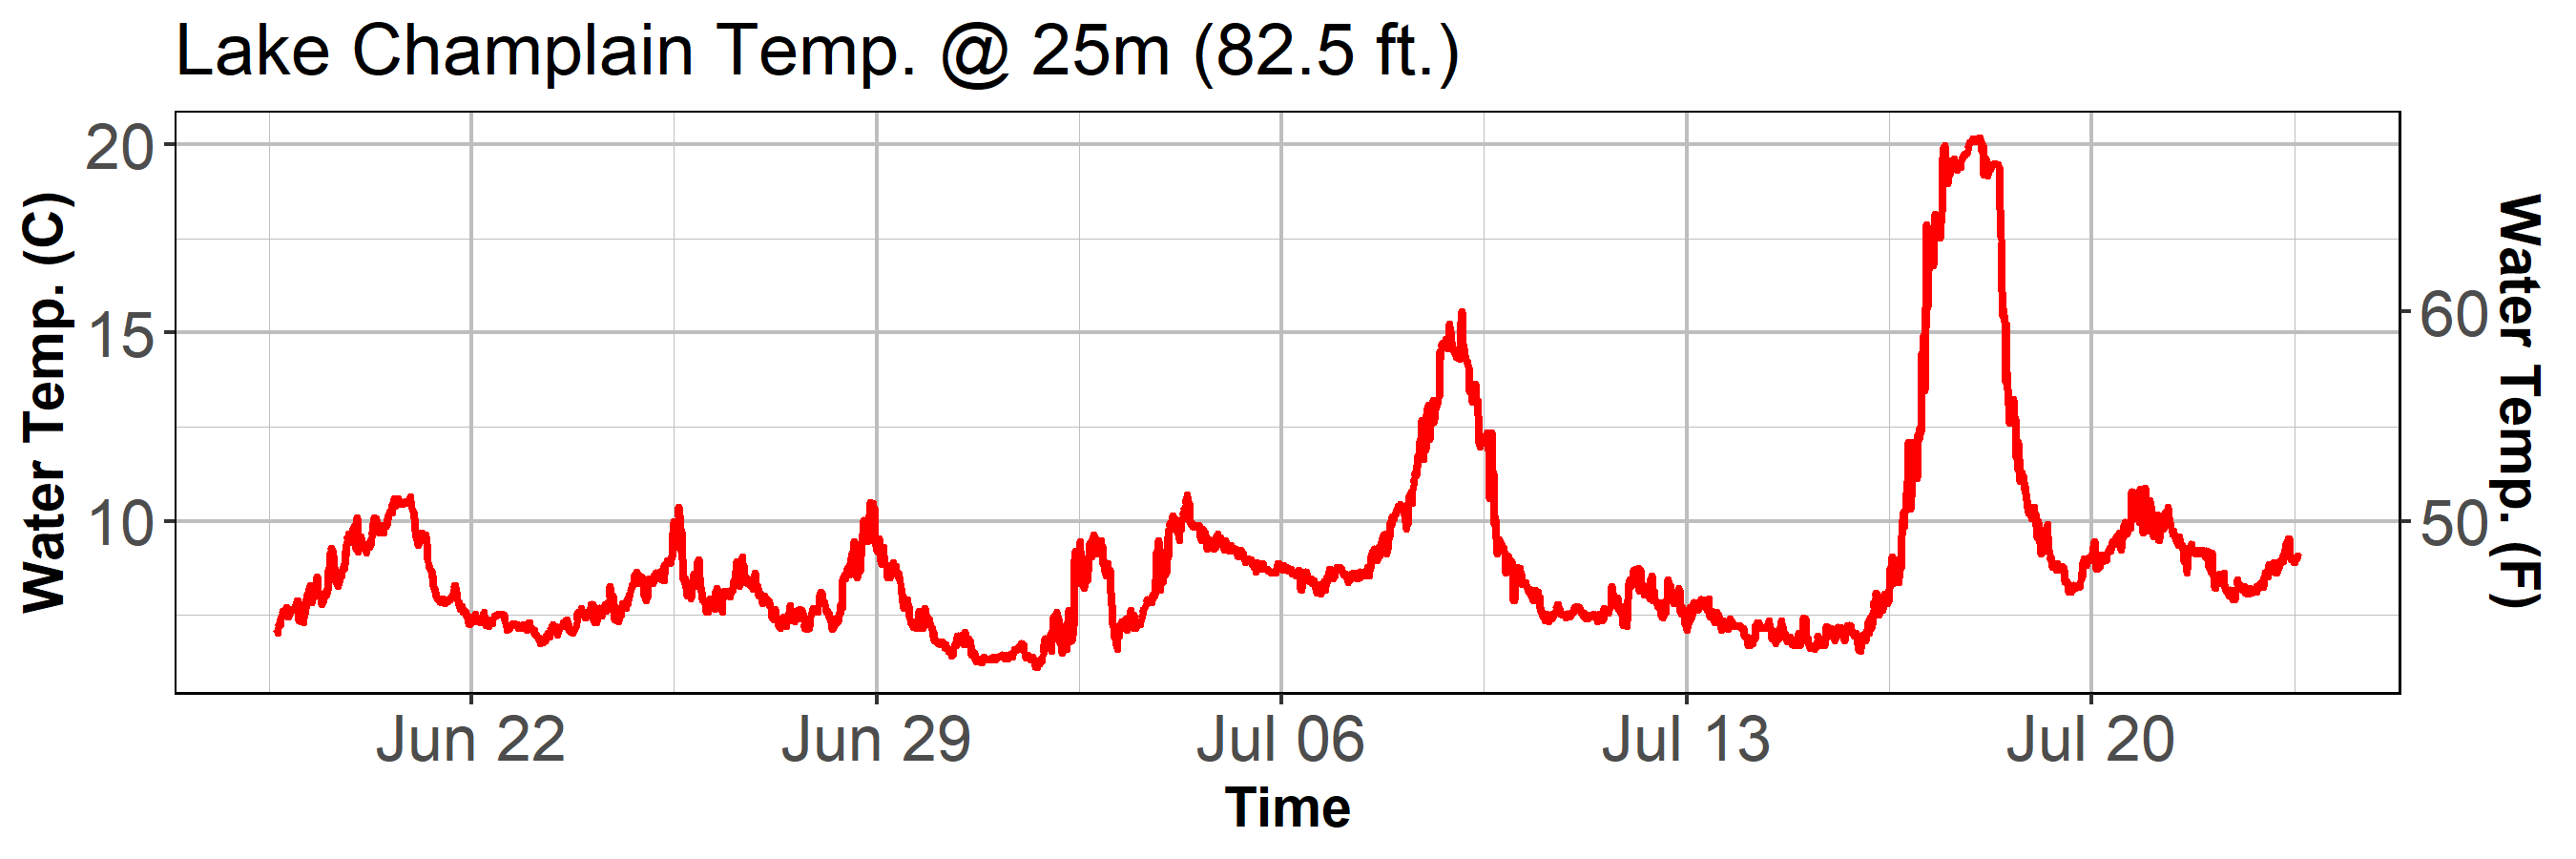 Lake Champlain Temp. @ 25m (82.5 ft.)
Water Temp. (C)
20
15
10
60
50
Water Temp. (F)
Jun 22
Jun 29
Jul 06
Jul 13
Jul 20
Time